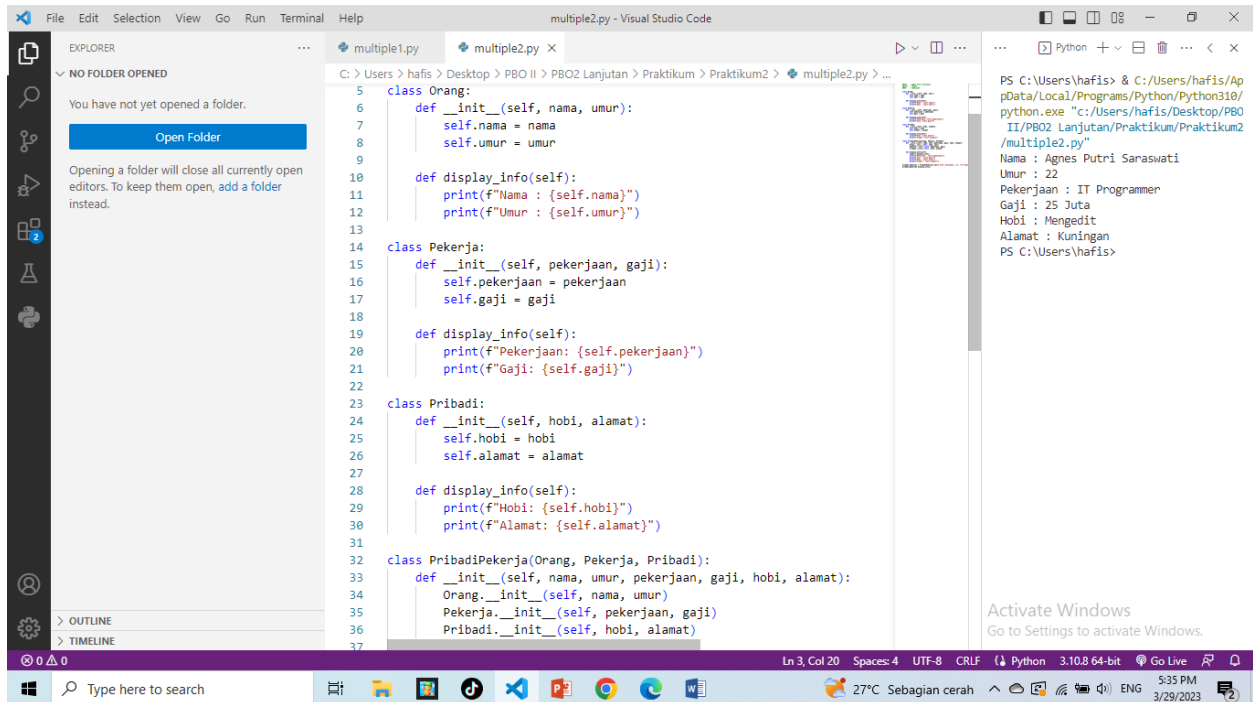 File Edit Selection View Go Run Terminal Help multiple2.py - Visual Studio Code
EXPLORER
NO FOLDER OPENED
You have not yet opened a folder.
Open Folder
Opening a folder will close all currently open
editors. To keep them open, add a folder
instead.
OUTLINE
TIMELINE
multiple1.py multiple2.py
C: > Users > hafis > Desktop > PBO II > PBO2 Lanjutan > Praktikum > Praktikum2 > multiple2.py > ...
5 class Orang:
6 def __init__(self, nama, umur):
7 self.nama = nama
8 self.umur = umur
9
10 def display_info(self):
11 print(f"Nama : {self.nama}")
12 print(f"Umur : {self.umur}")
13
14 class Pekerja:
15 def __init__(self, pekerjaan, gaji):
16 self.pekerjaan = pekerjaan
17 self.gaji = gaji
18
19 def display_info(self):
20 print(f"Pekerjaan: {self.pekerjaan}")
21 print(f"Gaji: {self.gaji}")
22
23 class Pribadi:
24 def __init__(self, hobi, alamat):
25 self.hobi = hobi
26 self.alamat = alamat
27
28 def display_info(self):
29 print(f"Hobi: {self.hobi}")
30 print(f"Alamat: {self.alamat}")
31
32 class PribadiPekerja(Orang, Pekerja, Pribadi):
33 def __init__(self, nama, umur, pekerjaan, gaji, hobi, alamat):
34 Orang.__init__(self, nama, umur)
35 Pekerja.__init__(self, pekerjaan, gaji)
36 Pribadi.__init__(self, hobi, alamat)
37
Python
PS C:\Users\hafis> & C:/Users/hafis/Ap
pData/Local/Programs/Python/Python310/
python.exe "c:/Users/hafis/Desktop/PBO
II/PBO2 Lanjutan/Praktikum/Praktikum2
/multiple2.py"
Nama : Agnes Putri Saraswati
Umur : 22
Pekerjaan : IT Programmer
Gaji : 25 Juta
Hobi : Mengedit
Alamat : Kuningan
PS C:\Users\hafis>
Activate Windows
Go to Settings to activate Windows.
2
0 0 Ln 3, Col 20 Spaces: 4 UTF-8 CRLF Python 3.10.8 64-bit Go Live
Type here to search 27°C Sebagian cerah ENG 5:35 PM
3/29/2023 2